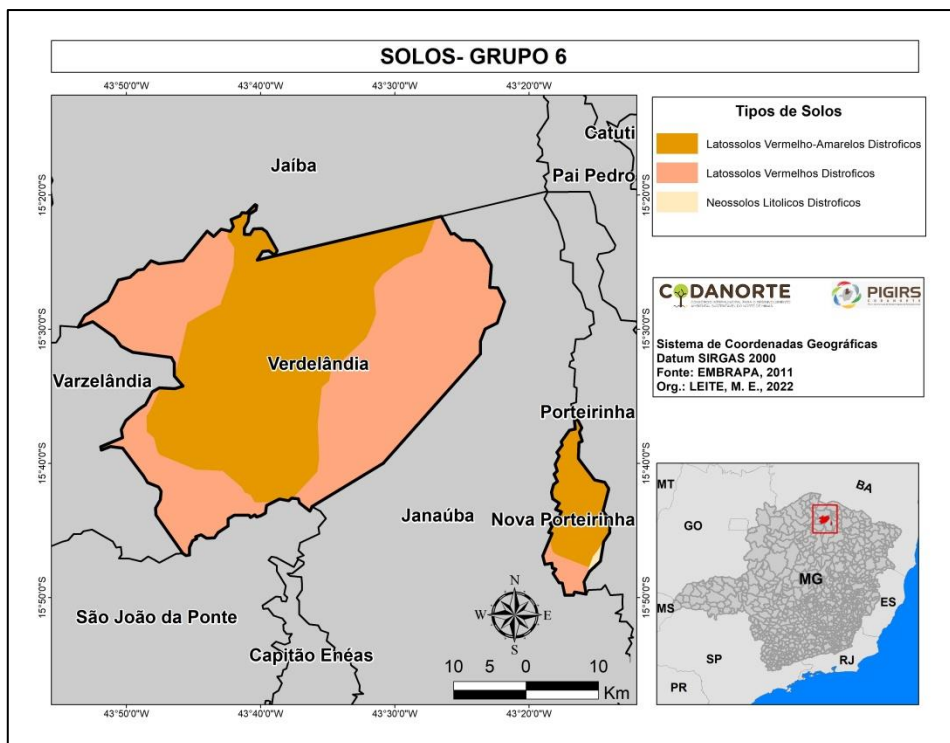 SOLOS- GRUPO 6
43°50'0"W 43°40'0"W 43°30'0"W 43°20'0"W
15°20'0"S
15°30'0"S
15°40'0"S
15°50'0"S
15°20'0"S
15°30'0"S
15°40'0"S
15°50'0"S
Catuti
Jaíba
Pai Pedro
Verdelândia
Varzelândia
Porteirinha
Janaúba
Nova Porteirinha
São João da Ponte
Capitão Enéas
N
W E
S
10 5 0 10
Km
43°50'0"W 43°40'0"W 43°30'0"W 43°20'0"W
Tipos de Solos
Latossolos Vermelho-Amarelos Distroficos
Latossolos Vermelhos Distroficos
Neossolos Litolicos Distroficos
CODANORTE
PIGIRS
CODANORTE
Sistema de Coordenadas Geográficas
Datum SIRGAS 2000
Fonte: EMBRAPA, 2011
Org.: LEITE, M. E., 2022
MT
BA
GO
MG
MS
ES
SP
RJ
PR